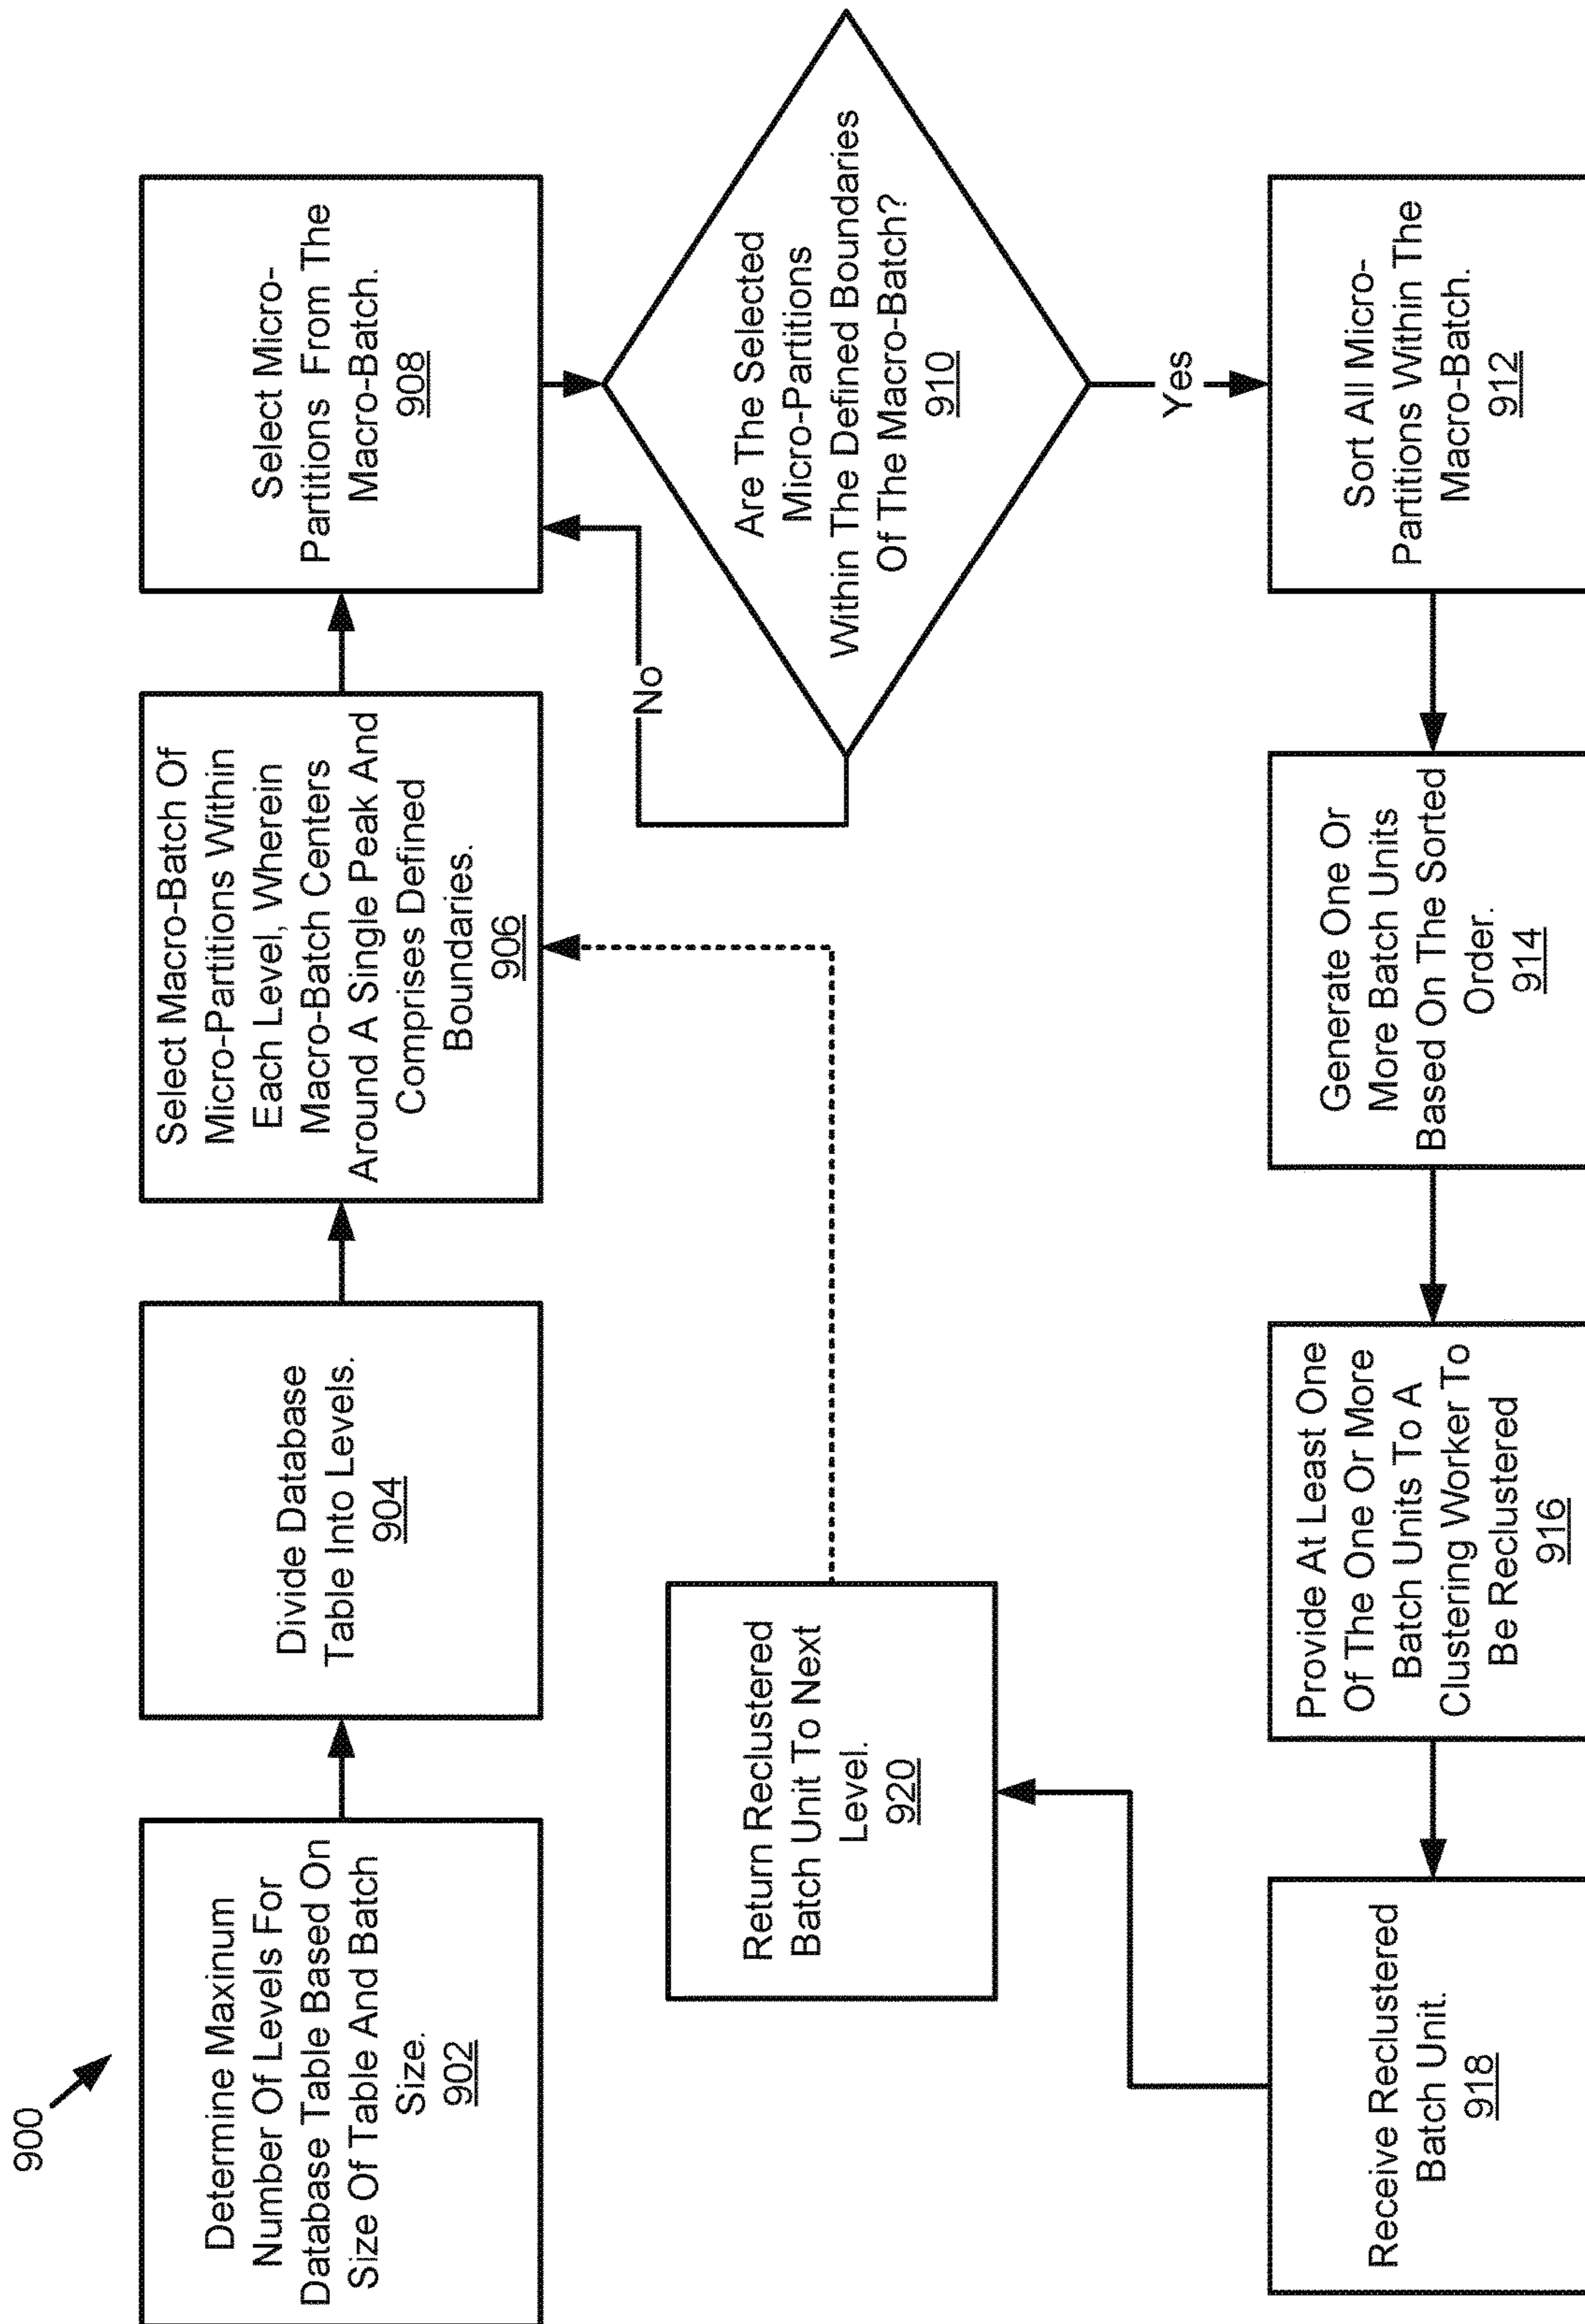 900
Determine Maxinum
Number Of Levels For
Database Table Based On
Size Of Table And Batch
Size.
902
Divide Database
Table Into Levels.
904
Select Macro-Batch Of
Micro-Partitions Within
Each Level, Wherein
Macro-Batch Centers
Around A Single Peak And
Comprises Defined
Boundaries.
906
Select Micro-
Partitions From The
Macro-Batch.
908
No
Are The Selected
Micro-Partitions
Within The Defined Boundaries
Of The Macro-Batch?
910
Yes
Sort All Micro-
Partitions Within The
Macro-Batch.
912
Generate One Or
More Batch Units
Based On The Sorted
Order.
914
Provide At Least One
Of The One Or More
Batch Units To A
Clustering Worker To
Be Reclustered
916
Receive Reclustered
Batch Unit.
918
Return Reclustered
Batch Unit To Next
Level.
920